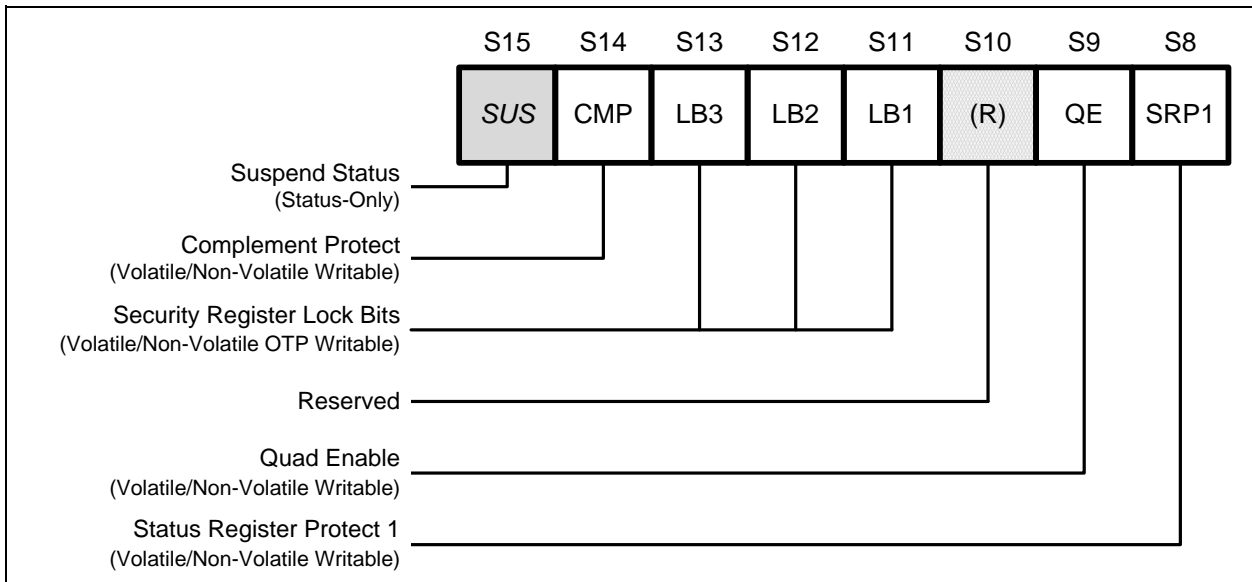 S15 S14 S13 S12 S11 S10 S9 S8
SUS CMP LB3 LB2 LB1 (R) QE SRP1
Suspend Status
(Status-Only)
Complement Protect
(Volatile/Non-Volatile Writable)
Security Register Lock Bits
(Volatile/Non-Volatile OTP Writable)
Reserved
Quad Enable
(Volatile/Non-Volatile Writable)
Status Register Protect 1
(Volatile/Non-Volatile Writable)